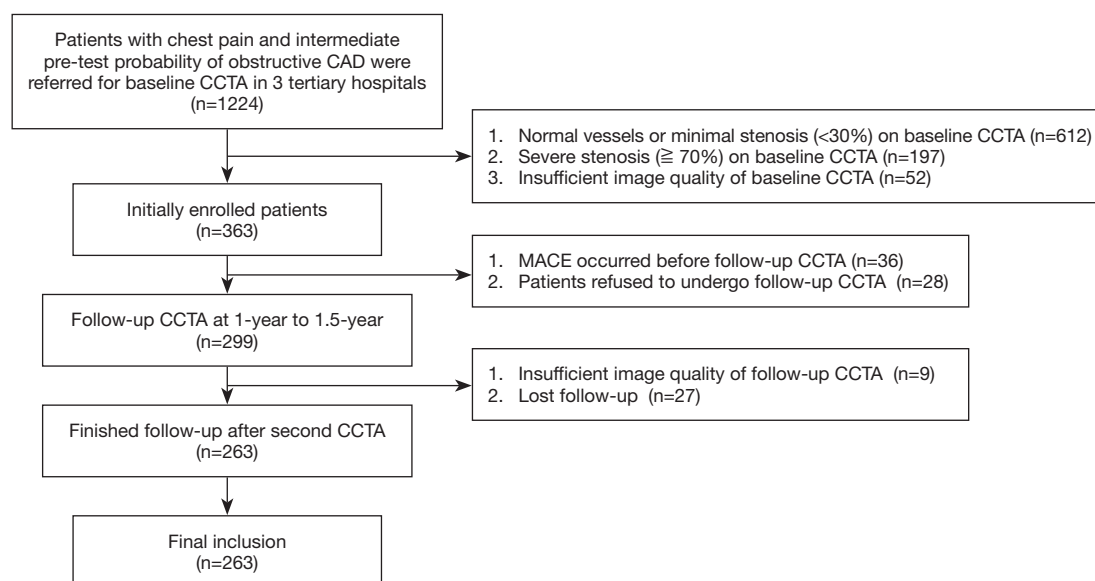 Patients with chest pain and intermediate
pre-test probability of obstructive CAD were
referred for baseline CCTA in 3 tertiary hospitals
(n=1224)
1. Normal vessels or minimal stenosis (<30%) on baseline CCTA (n=612)
2. Severe stenosis (≧ 70%) on baseline CCTA (n=197)
3. Insufficient image quality of baseline CCTA (n=52)
Initially enrolled patients
(n=363)
1. MACE occurred before follow-up CCTA (n=36)
2. Patients refused to undergo follow-up CCTA (n=28)
Follow-up CCTA at 1-year to 1.5-year
(n=299)
1. Insufficient image quality of follow-up CCTA (n=9)
2. Lost follow-up (n=27)
Finished follow-up after second CCTA
(n=263)
Final inclusion
(n=263)